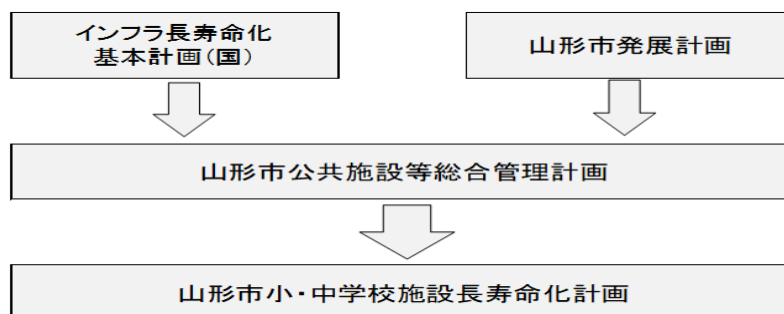 インフラ長寿命化
基本計画(国)
山形市発展計画
山形市公共施設等総合管理計画
山形市小・中学校施設長寿命化計画